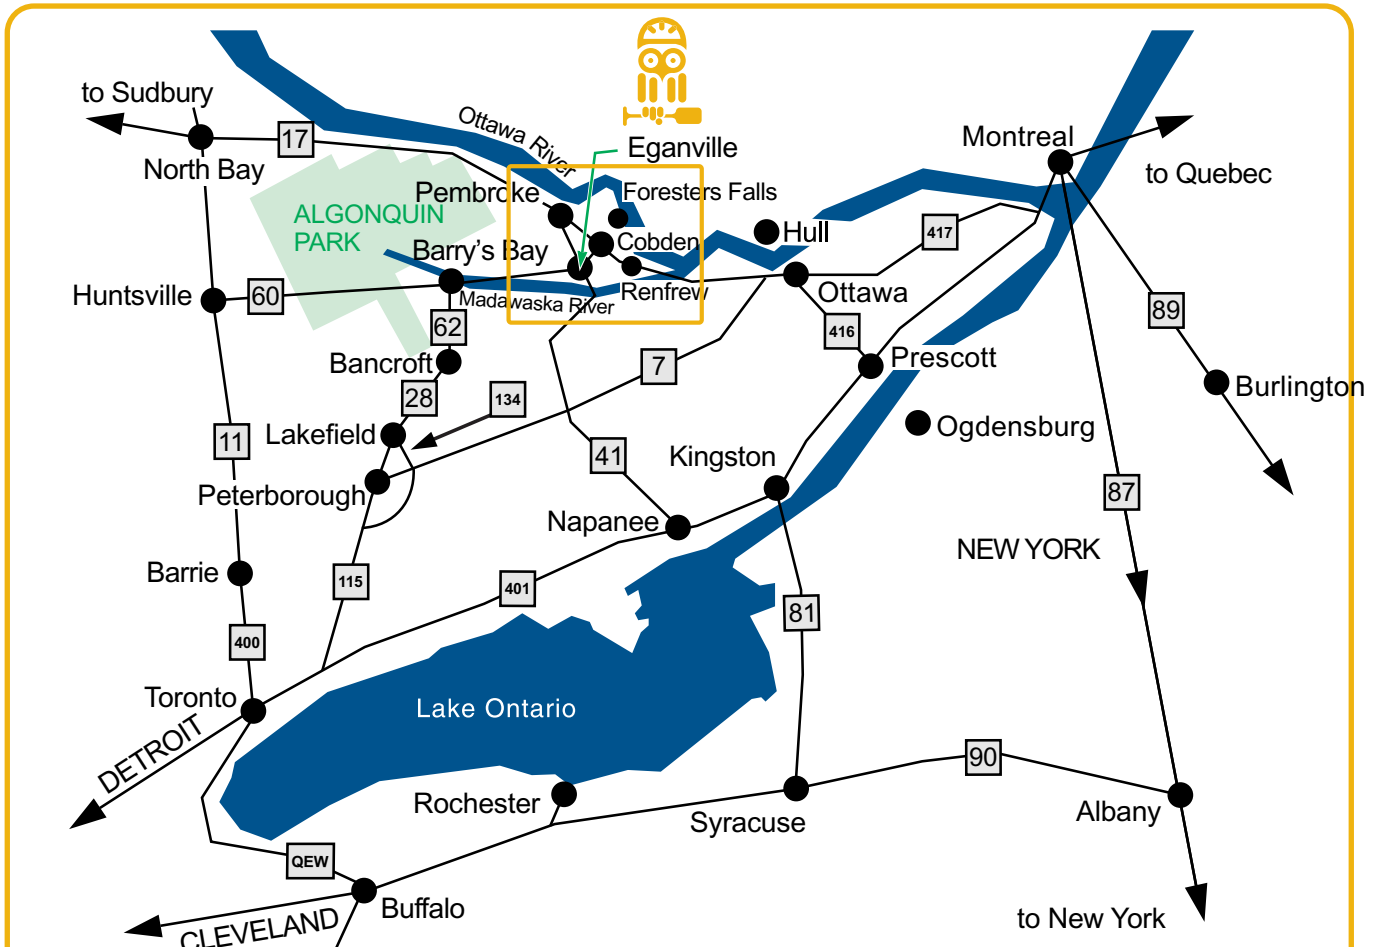 to Sudbury
17
North Bay
Ottawa River
Eganville
Montreal
to Quebec
ALGONQUIN
PARK
Pembroke
Foresters Falls
Hull
417
Cobden
Barry's Bay
Huntsville
60
Madawaska River
Renfrew
Ottawa
62
416
89
Bancroft
7
Prescott
Burlington
28
134
Lakefield
11
Ogdensburg
41
Kingston
Peterborough
87
Napanee
NEW YORK
Barrie
115
401
81
400
Toronto
Lake Ontario
DETROIT
90
Rochester
Syracuse
Albany
QEW
Buffalo
CLEVELAND
to New York